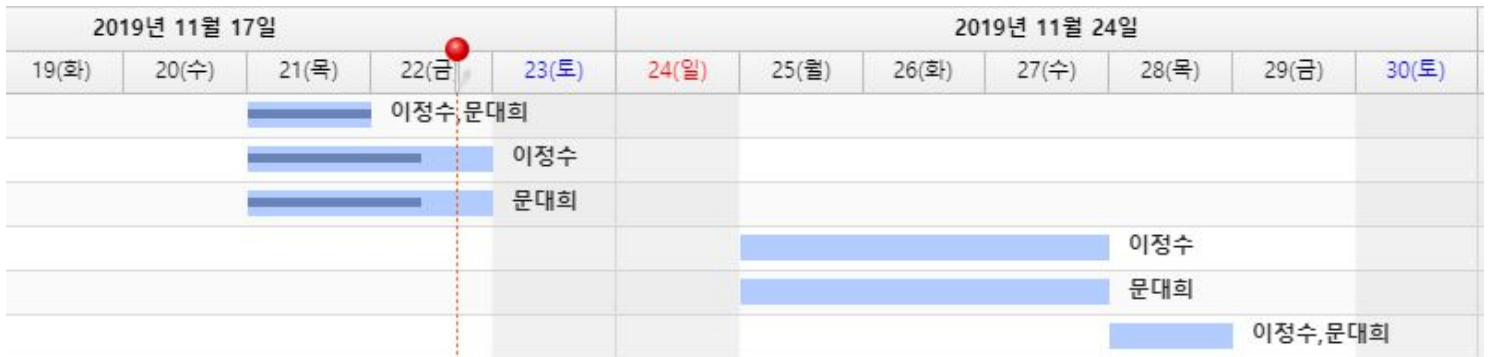 2019년 11월 17일 2019년 11월 24일
19(화) 20(수) 21(목) 22(금 23(토) 24(일) 25(월) 26(화) 27(수) 28(목) 29(금) 30(토)
이정수,문대희
이정수
문대희
이정수
문대희
이정수,문대희